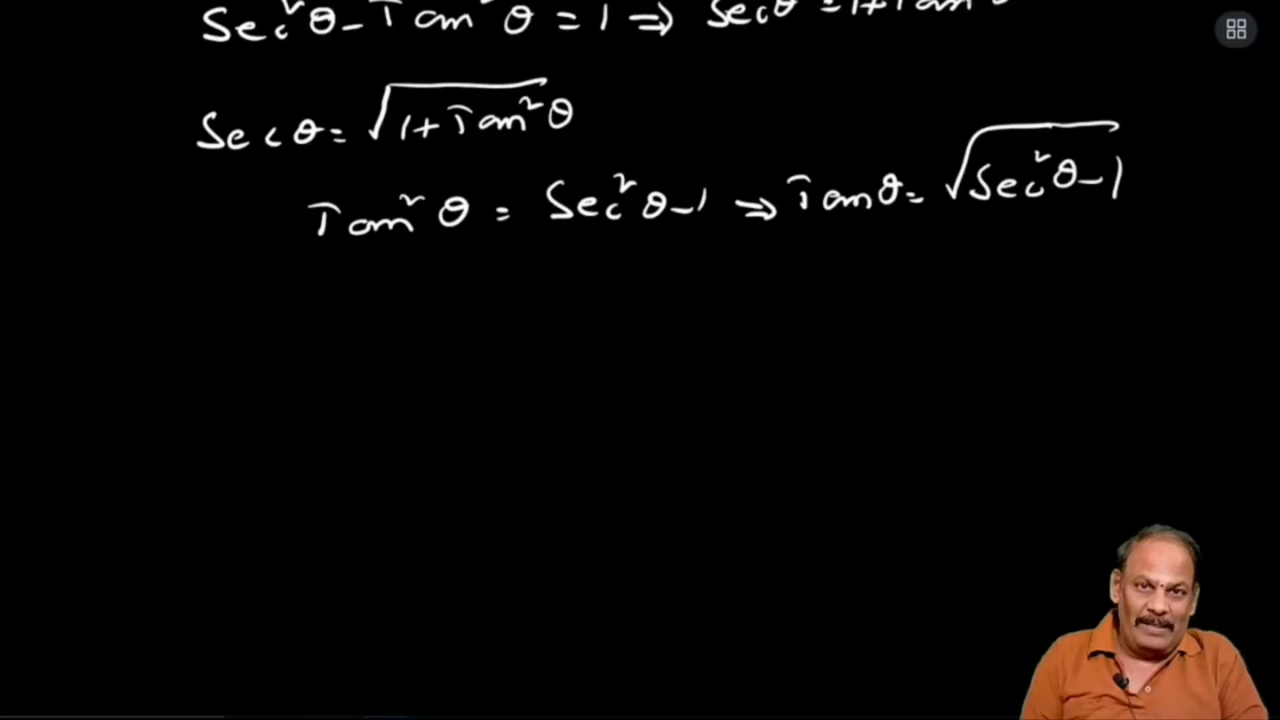 Sec²θ - Tan²θ = 1 ⇒ Sec²θ = 1 + Tan²θ
Secθ = √1 + Tan²θ
Tan²θ = Sec²θ - 1 ⇒ Tanθ = √Sec²θ - 1